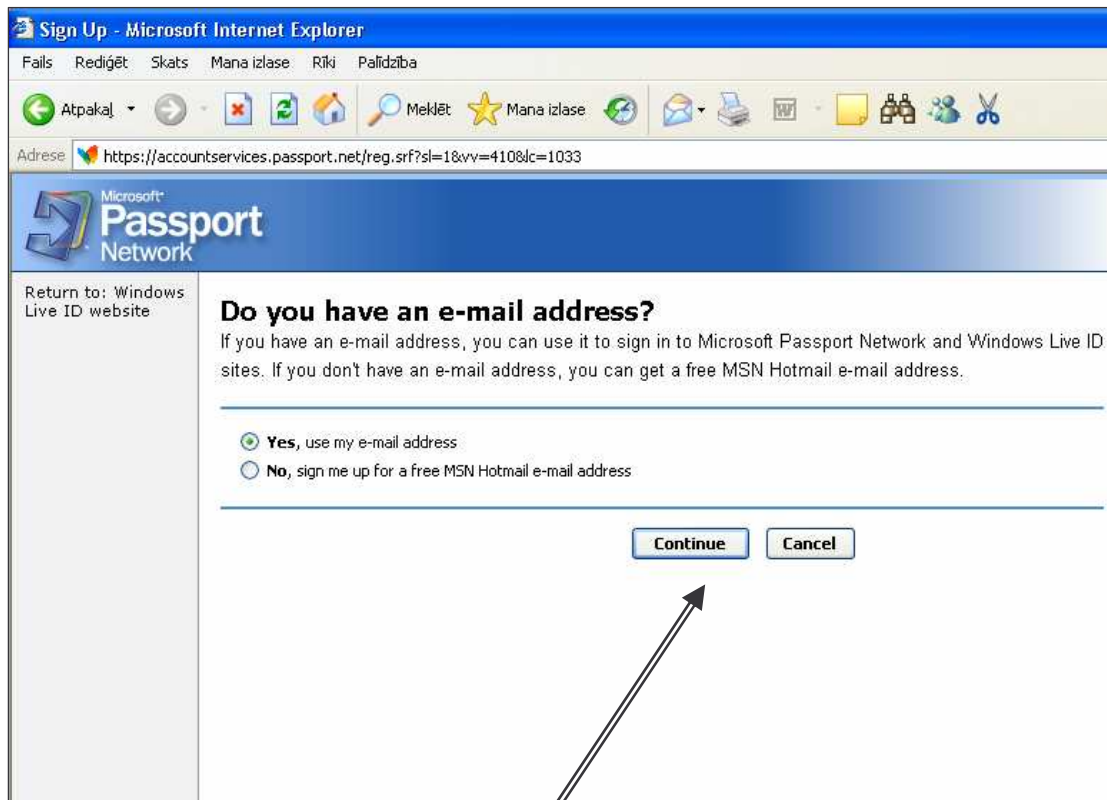 Sign Up - Microsoft Internet Explorer
Fails Rediģēt Skats Mana izlase Rīki Palīdzība
Atpakaļ Meklēt Mana izlase
Adrese https://accountservices.passport.net/reg.srf?sl=1&vv=410&lc=1033
Microsoft
Passport
Network
Return to: Windows
Live ID website
Do you have an e-mail address?
If you have an e-mail address, you can use it to sign in to Microsoft Passport Network and Windows Live ID
sites. If you don't have an e-mail address, you can get a free MSN Hotmail e-mail address.
Yes, use my e-mail address
No, sign me up for a free MSN Hotmail e-mail address
Continue Cancel